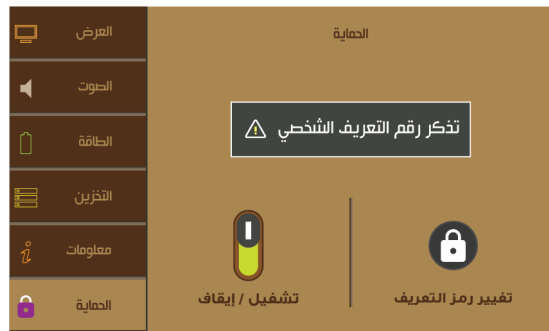 العرض
الصوت
الطاقة
التخزين
معلومات
الحماية
الحماية
تذكر رقم التعريف الشخصي
تغيير رمز التعريف
تشغيل / إيقاف